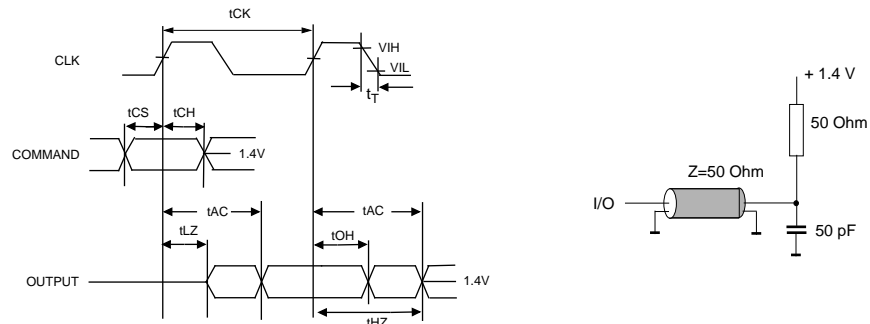 tCK
CLK
VIH
VIL
tT
tCS
tCH
COMMAND
1.4V
tAC
tAC
tLZ
tOH
OUTPUT
1.4V
tHZ
+ 1.4 V
50 Ohm
Z=50 Ohm
I/O
50 pF